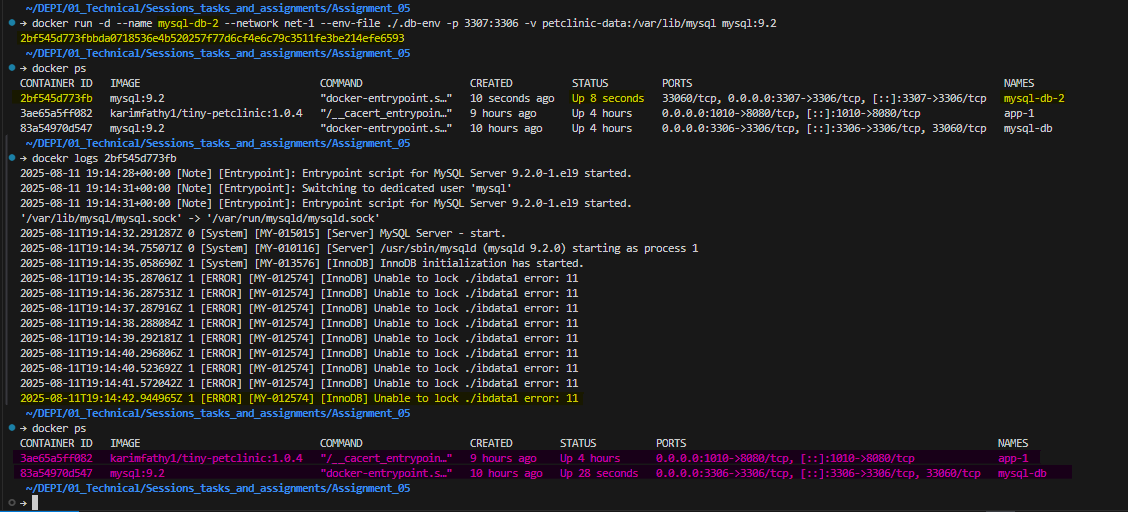 ~/DEPI/01_Technical/Sessions_tasks_and_assignments/Assignment_05
➜ docker run -d --name mysql-db-2 --network net-1 --env-file ./.db-env -p 3307:3306 -v petclinic-data:/var/lib/mysql mysql:9.2
2bf545d773fbbda0718536e4b520257f77d6cf4e6c79c3511fe3be214efe6593
~/DEPI/01_Technical/Sessions_tasks_and_assignments/Assignment_05
➜ docker ps
CONTAINER ID   IMAGE   COMMAND   CREATED   STATUS   PORTS   NAMES
2bf545d773fb   mysql:9.2   "docker-entrypoint.s…"   10 seconds ago   Up 8 seconds   33060/tcp, 0.0.0.0:3307->3306/tcp, [::]:3307->3306/tcp   mysql-db-2
3ae65a5ff082   karimfathy1/tiny-petclinic:1.0.4   "/__cacert_entrypoin…"   9 hours ago   Up 4 hours   0.0.0.0:1010->8080/tcp, [::]:1010->8080/tcp   app-1
83a54970d547   mysql:9.2   "docker-entrypoint.s…"   10 hours ago   Up 4 hours   0.0.0.0:3306->3306/tcp, [::]:3306->3306/tcp, 33060/tcp   mysql-db
~/DEPI/01_Technical/Sessions_tasks_and_assignments/Assignment_05
➜ docekr logs 2bf545d773fb
2025-08-11 19:14:28+00:00 [Note] [Entrypoint]: Entrypoint script for MySQL Server 9.2.0-1.el9 started.
2025-08-11 19:14:31+00:00 [Note] [Entrypoint]: Switching to dedicated user 'mysql'
2025-08-11 19:14:31+00:00 [Note] [Entrypoint]: Entrypoint script for MySQL Server 9.2.0-1.el9 started.
'/var/lib/mysql/mysql.sock' -> '/var/run/mysqld/mysqld.sock'
2025-08-11T19:14:32.291287Z 0 [System] [MY-015015] [Server] MySQL Server - start.
2025-08-11T19:14:34.755071Z 0 [System] [MY-010116] [Server] /usr/sbin/mysqld (mysqld 9.2.0) starting as process 1
2025-08-11T19:14:35.058690Z 1 [System] [MY-013576] [InnoDB] InnoDB initialization has started.
2025-08-11T19:14:35.287061Z 1 [ERROR] [MY-012574] [InnoDB] Unable to lock ./ibdata1 error: 11
2025-08-11T19:14:36.287531Z 1 [ERROR] [MY-012574] [InnoDB] Unable to lock ./ibdata1 error: 11
2025-08-11T19:14:37.287916Z 1 [ERROR] [MY-012574] [InnoDB] Unable to lock ./ibdata1 error: 11
2025-08-11T19:14:38.288084Z 1 [ERROR] [MY-012574] [InnoDB] Unable to lock ./ibdata1 error: 11
2025-08-11T19:14:39.292181Z 1 [ERROR] [MY-012574] [InnoDB] Unable to lock ./ibdata1 error: 11
2025-08-11T19:14:40.296806Z 1 [ERROR] [MY-012574] [InnoDB] Unable to lock ./ibdata1 error: 11
2025-08-11T19:14:40.523692Z 1 [ERROR] [MY-012574] [InnoDB] Unable to lock ./ibdata1 error: 11
2025-08-11T19:14:41.572042Z 1 [ERROR] [MY-012574] [InnoDB] Unable to lock ./ibdata1 error: 11
2025-08-11T19:14:42.944965Z 1 [ERROR] [MY-012574] [InnoDB] Unable to lock ./ibdata1 error: 11
~/DEPI/01_Technical/Sessions_tasks_and_assignments/Assignment_05
➜ docker ps
CONTAINER ID   IMAGE   COMMAND   CREATED   STATUS   PORTS   NAMES
3ae65a5ff082   karimfathy1/tiny-petclinic:1.0.4   "/__cacert_entrypoin…"   9 hours ago   Up 4 hours   0.0.0.0:1010->8080/tcp, [::]:1010->8080/tcp   app-1
83a54970d547   mysql:9.2   "docker-entrypoint.s…"   10 hours ago   Up 28 seconds   0.0.0.0:3306->3306/tcp, [::]:3306->3306/tcp, 33060/tcp   mysql-db
~/DEPI/01_Technical/Sessions_tasks_and_assignments/Assignment_05
➜